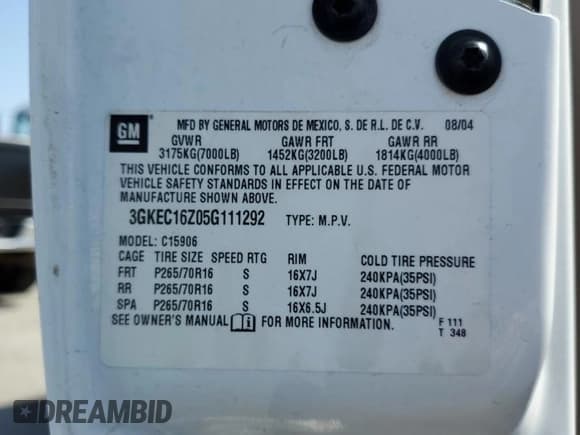 GM
MFD BY GENERAL MOTORS DE MEXICO, S. DE R.L. DE C.V. 08/04
GVWR GAWR FRT GAWR RR
3175KG(7000LB) 1452KG(3200LB) 1814KG(4000LB)
THIS VEHICLE CONFORMS TO ALL APPLICABLE U.S. FEDERAL MOTOR
VEHICLE SAFETY STANDARDS IN EFFECT ON THE DATE OF
MANUFACTURE SHOWN ABOVE.
3GKEC16Z05G111292 TYPE: M.P.V.
MODEL: C15906
CAGE TIRE SIZE SPEED RTG RIM COLD TIRE PRESSURE
FRT P265/70R16 S 16X7J 240KPA(35PSI)
RR P265/70R16 S 16X7J 240KPA(35PSI)
SPA P265/70R16 S 16X6.5J 240KPA(35PSI)
SEE OWNER'S MANUAL FOR MORE INFORMATION F 111
T 348
DREAMBID